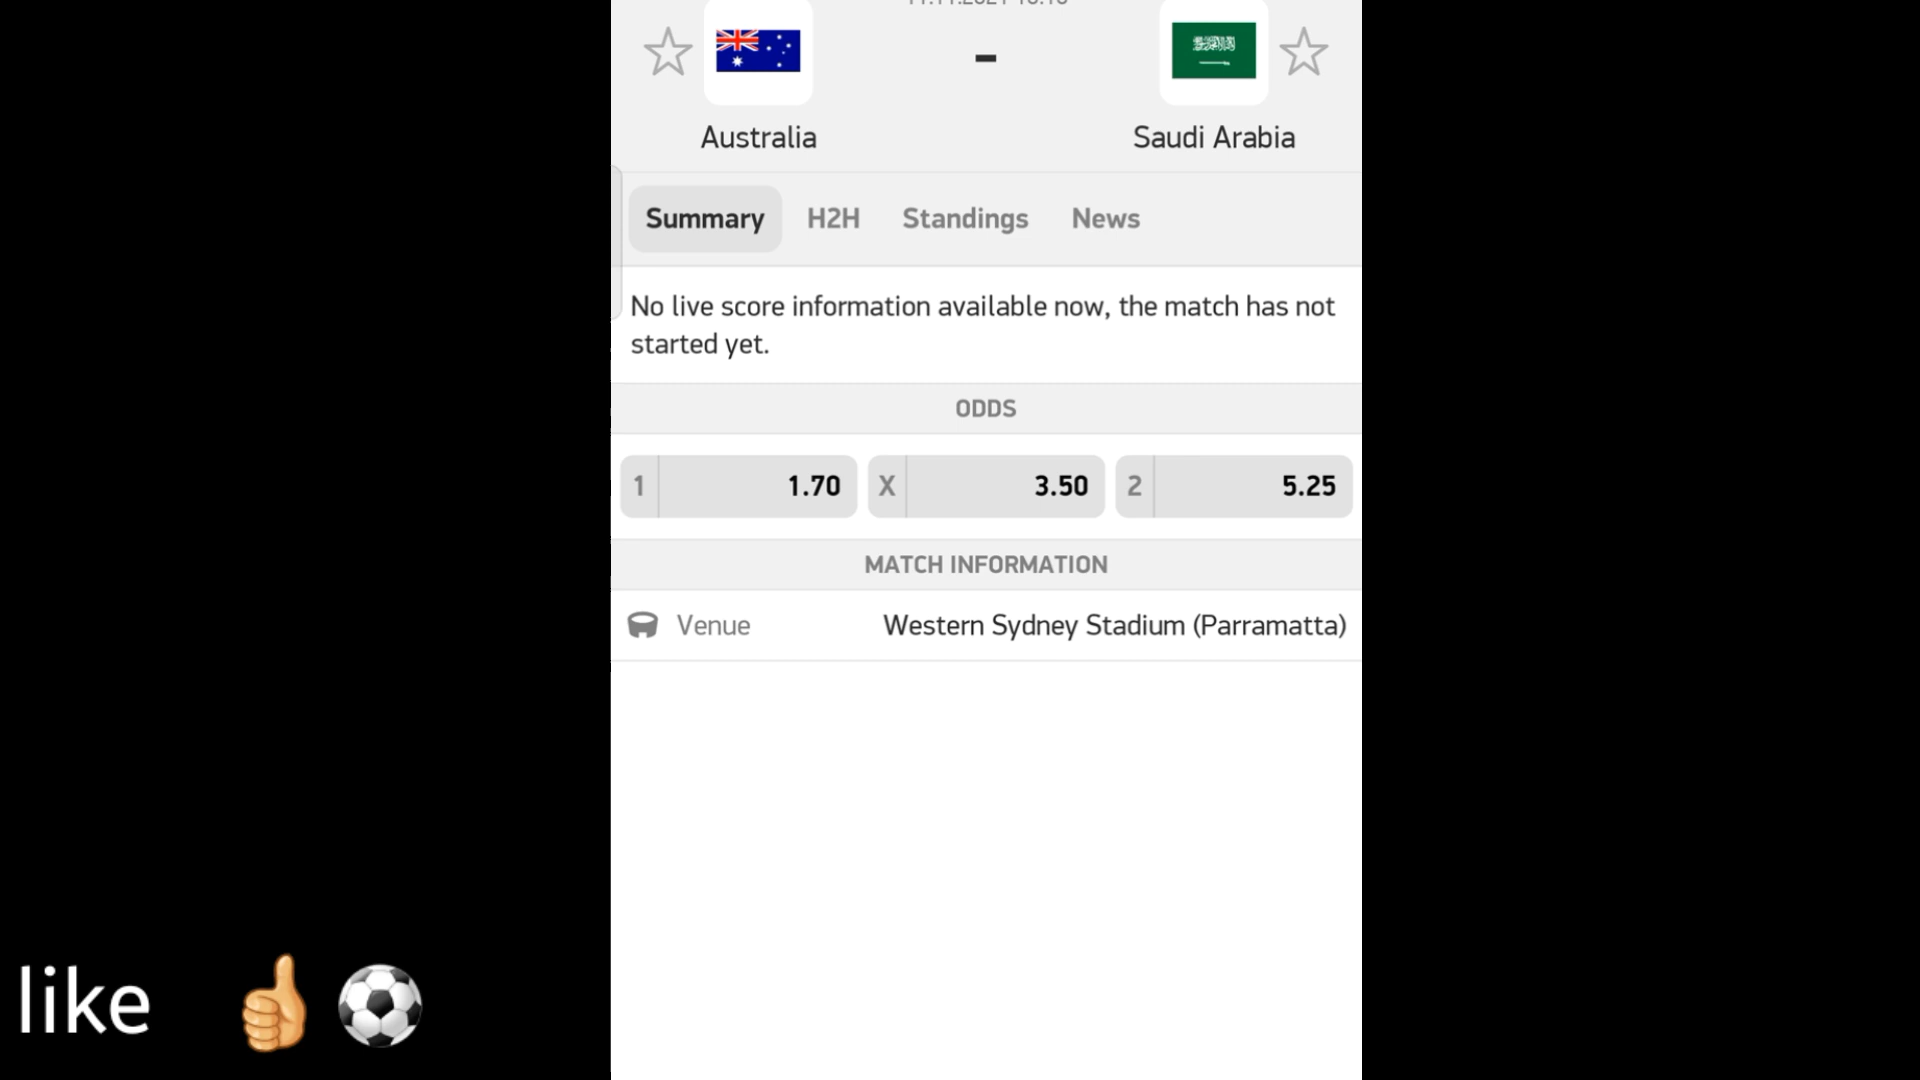 Australia
-
Saudi Arabia
Summary
H2H
Standings
News
No live score information available now, the match has not
started yet.
ODDS
1 1.70 X 3.50 2 5.25
MATCH INFORMATION
Venue Western Sydney Stadium (Parramatta)
like